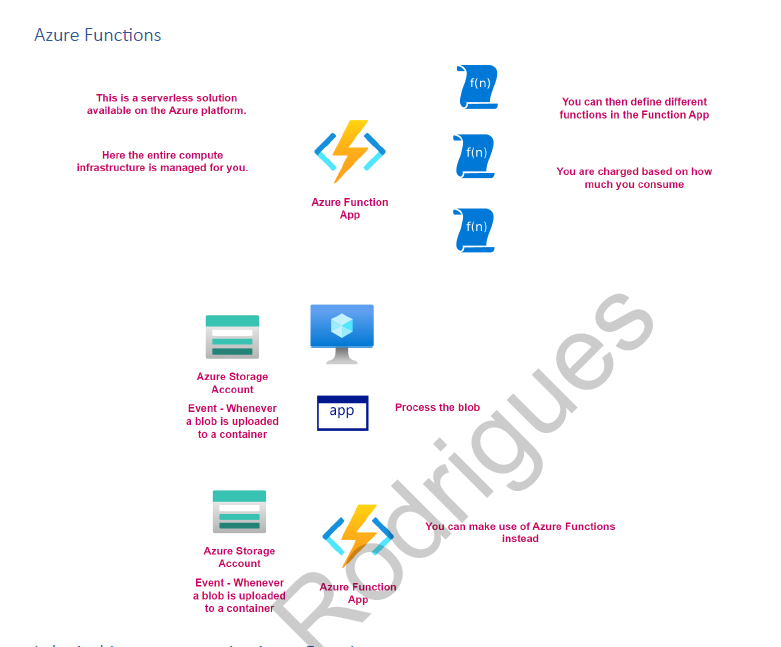 Azure Functions
This is a serverless solution
available on the Azure platform.
Here the entire compute
infrastructure is managed for you.
Azure Function
App
f(n)
f(n)
f(n)
You can then define different
functions in the Function App
You are charged based on how
much you consume
Azure Storage
Account
Event - Whenever
a blob is uploaded
to a container
app
Process the blob
Azure Storage
Account
Event - Whenever
a blob is uploaded
to a container
Azure Function
App
You can make use of Azure Functions
instead
Rodrigues